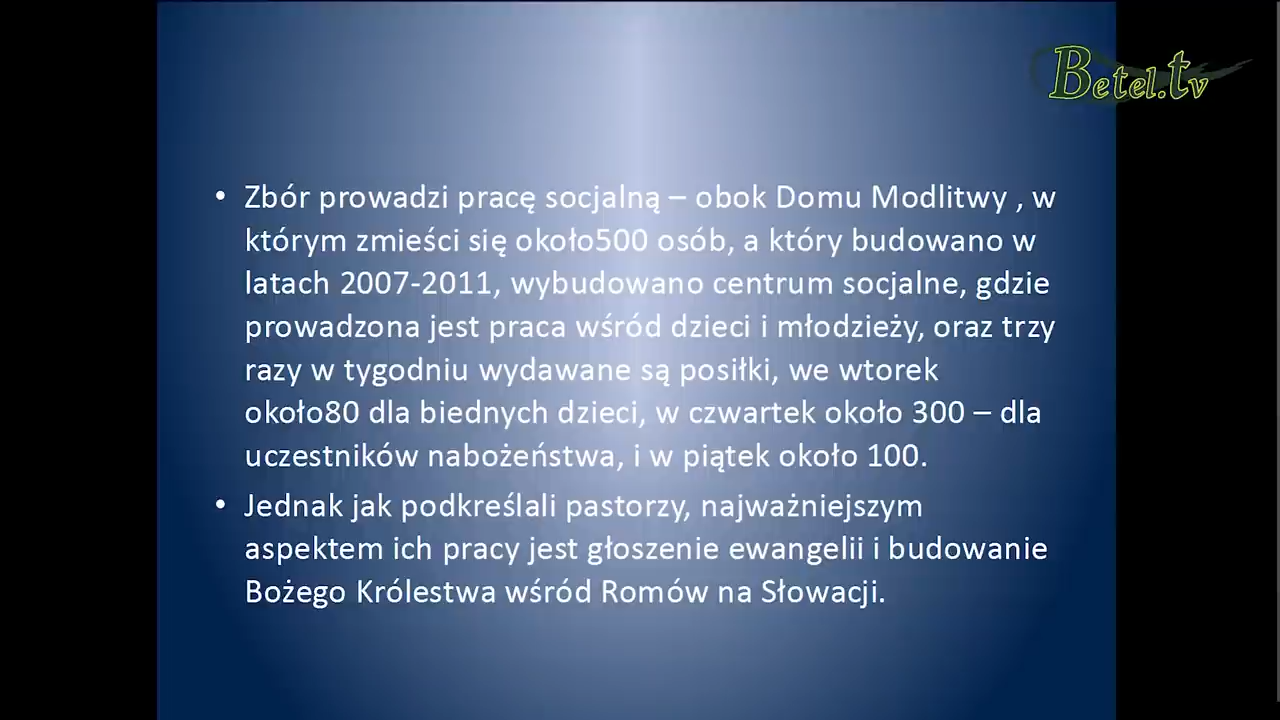 Betel.tv
• Zbór prowadzi pracę socjalną – obok Domu Modlitwy , w
którym zmieści się około500 osób, a który budowano w
latach 2007-2011, wybudowano centrum socjalne, gdzie
prowadzona jest praca wśród dzieci i młodzieży, oraz trzy
razy w tygodniu wydawane są posiłki, we wtorek
około80 dla biednych dzieci, w czwartek około 300 – dla
uczestników nabożeństwa, i w piątek około 100.
• Jednak jak podkreślali pastorzy, najważniejszym
aspektem ich pracy jest głoszenie ewangelii i budowanie
Bożego Królestwa wśród Romów na Słowacji.